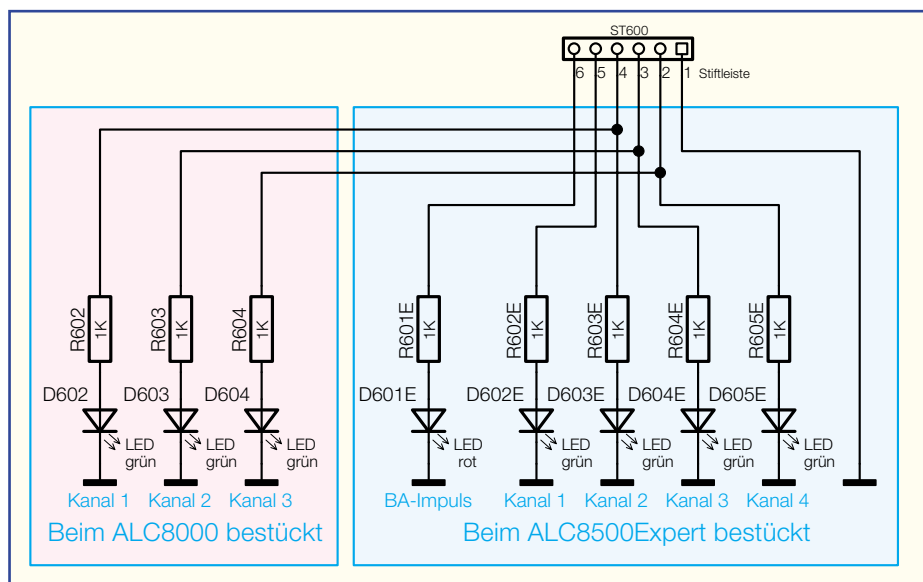 ST600
6 5 4 3 2 1 Stiftleiste
R602 1K
R603 1K
R604 1K
R601E 1K
R602E 1K
R603E 1K
R604E 1K
R605E 1K
D602 D603 D604 D601E D602E D603E D604E D605E
LED grün
LED grün
LED grün
LED rot
LED grün
LED grün
LED grün
LED grün
Kanal 1 Kanal 2 Kanal 3 BA-Impuls Kanal 1 Kanal 2 Kanal 3 Kanal 4
Beim ALC8000 bestückt
Beim ALC8500Expert bestückt